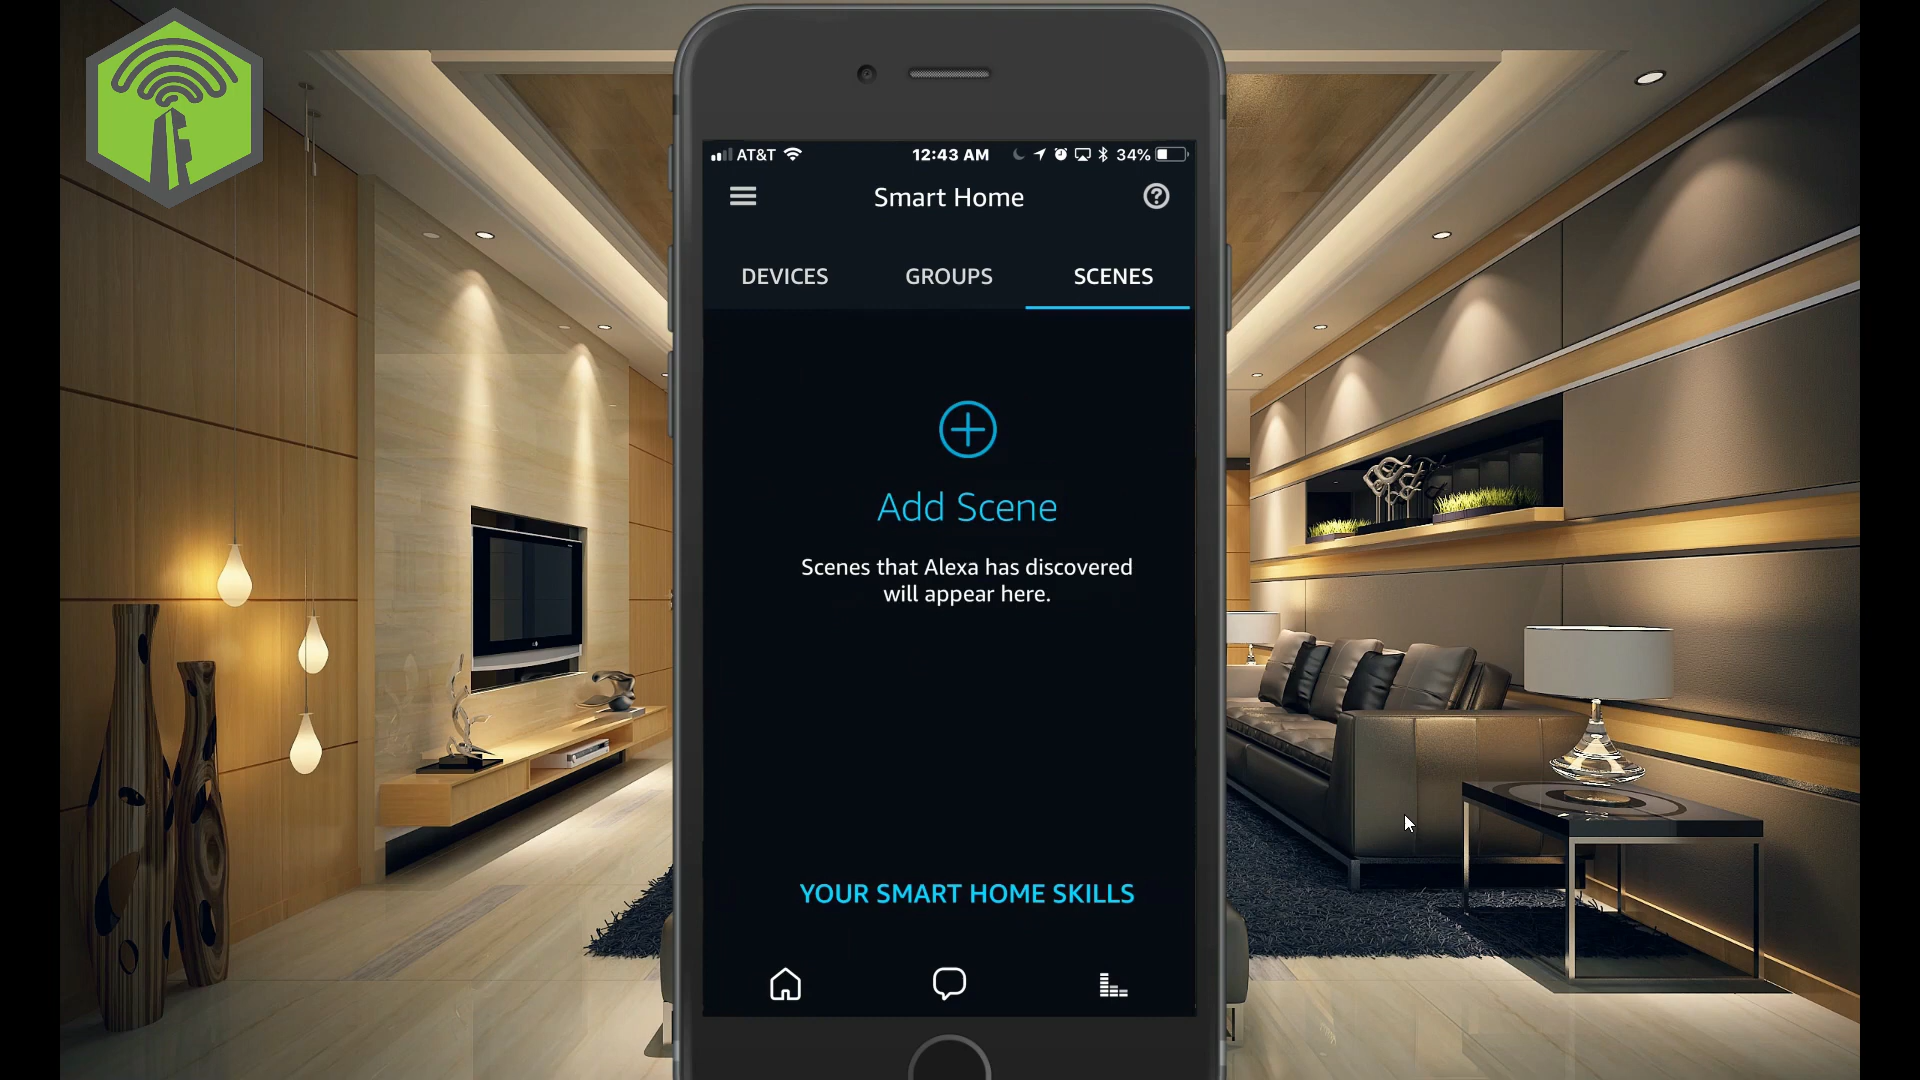 AT&T 12:43 AM 34%
Smart Home
DEVICES GROUPS SCENES
Add Scene
Scenes that Alexa has discovered
will appear here.
YOUR SMART HOME SKILLS